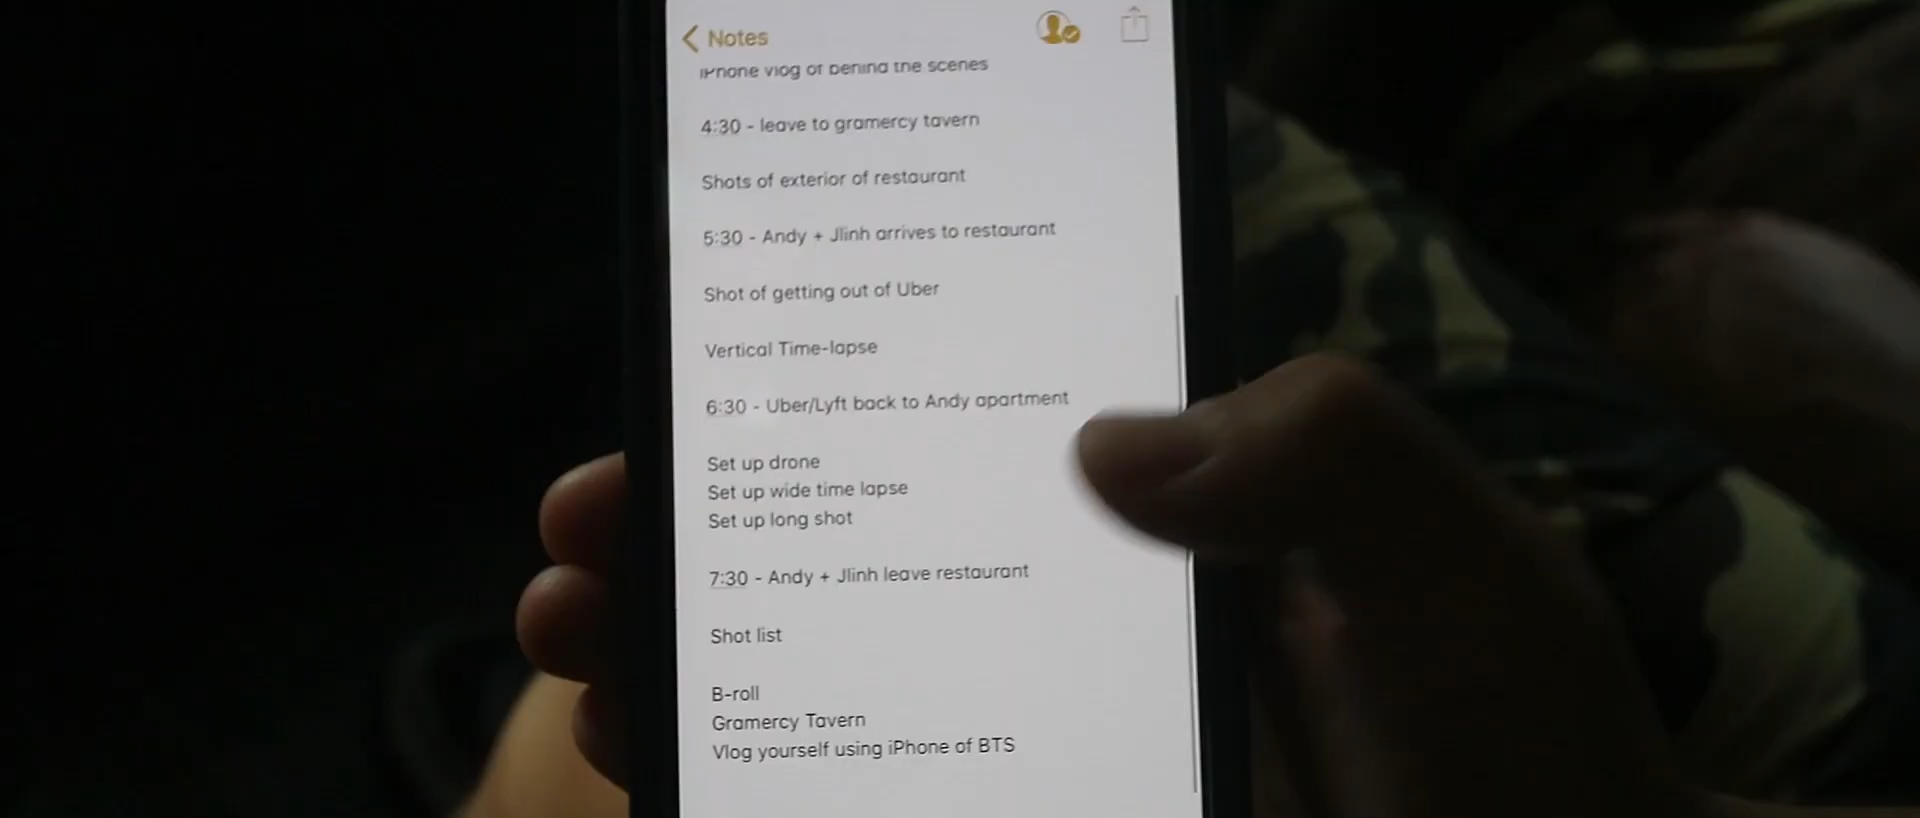 Notes
iPhone vlog of behind the scenes
4:30 - leave to gramercy tavern
Shots of exterior of restaurant
5:30 - Andy + Jlinh arrives to restaurant
Shot of getting out of Uber
Vertical Time-lapse
6:30 - Uber/Lyft back to Andy apartment
Set up drone
Set up wide time lapse
Set up long shot
7:30 - Andy + Jlinh leave restaurant
Shot list
B-roll
Gramercy Tavern
Vlog yourself using iPhone of BTS